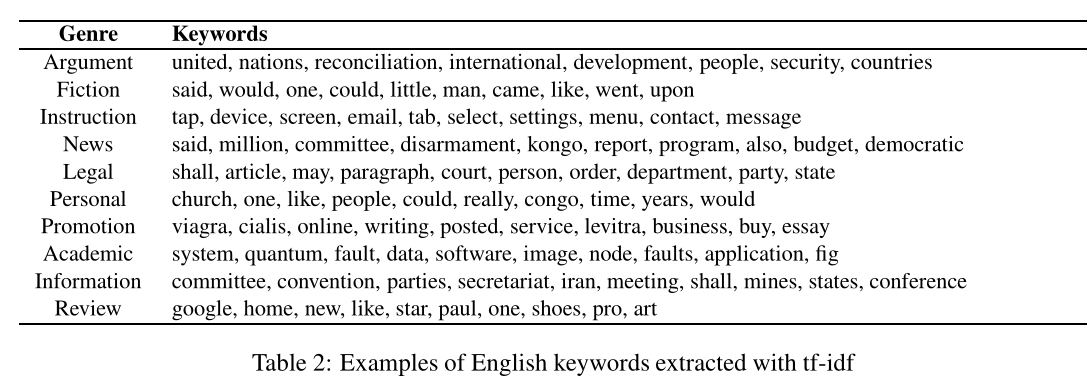 Genre Keywords
Argument united, nations, reconciliation, international, development, people, security, countries
Fiction said, would, one, could, little, man, came, like, went, upon
Instruction tap, device, screen, email, tab, select, settings, menu, contact, message
News said, million, committee, disarmament, kongo, report, program, also, budget, democratic
Legal shall, article, may, paragraph, court, person, order, department, party, state
Personal church, one, like, people, could, really, congo, time, years, would
Promotion viagra, cialis, online, writing, posted, service, levitra, business, buy, essay
Academic system, quantum, fault, data, software, image, node, faults, application, fig
Information committee, convention, parties, secretariat, iran, meeting, shall, mines, states, conference
Review google, home, new, like, star, paul, one, shoes, pro, art
Table 2: Examples of English keywords extracted with tf-idf